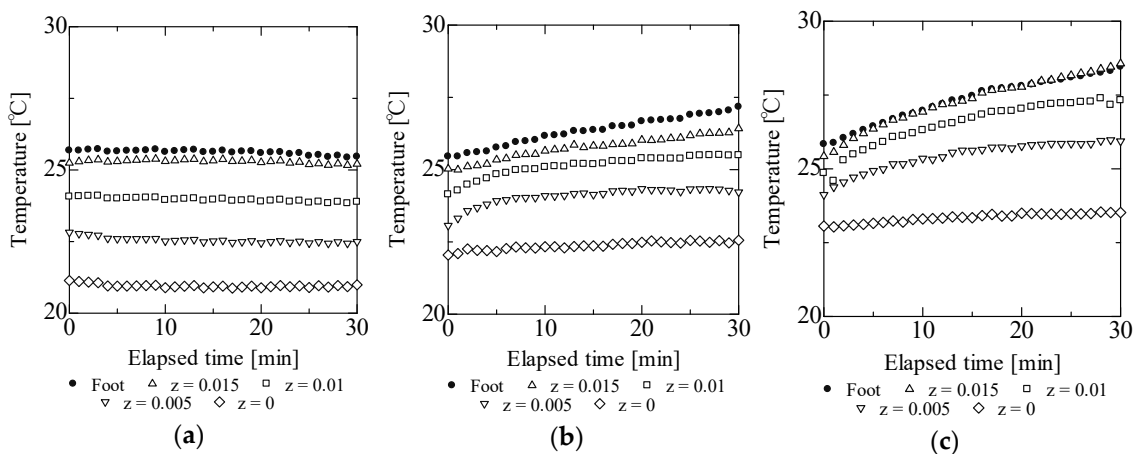 30
25
20
Temperature [℃]
0 10 20 30
Elapsed time [min]
● Foot △ z = 0.015 □ z = 0.01
▽ z = 0.005 ◇ z = 0
(a)
30
25
20
Temperature [℃]
0 10 20 30
Elapsed time [min]
● Foot △ z = 0.015 □ z = 0.01
▽ z = 0.005 ◇ z = 0
(b)
30
25
20
Temperature [℃]
0 10 20 30
Elapsed time [min]
● Foot △ z = 0.015 □ z = 0.01
▽ z = 0.005 ◇ z = 0
(c)